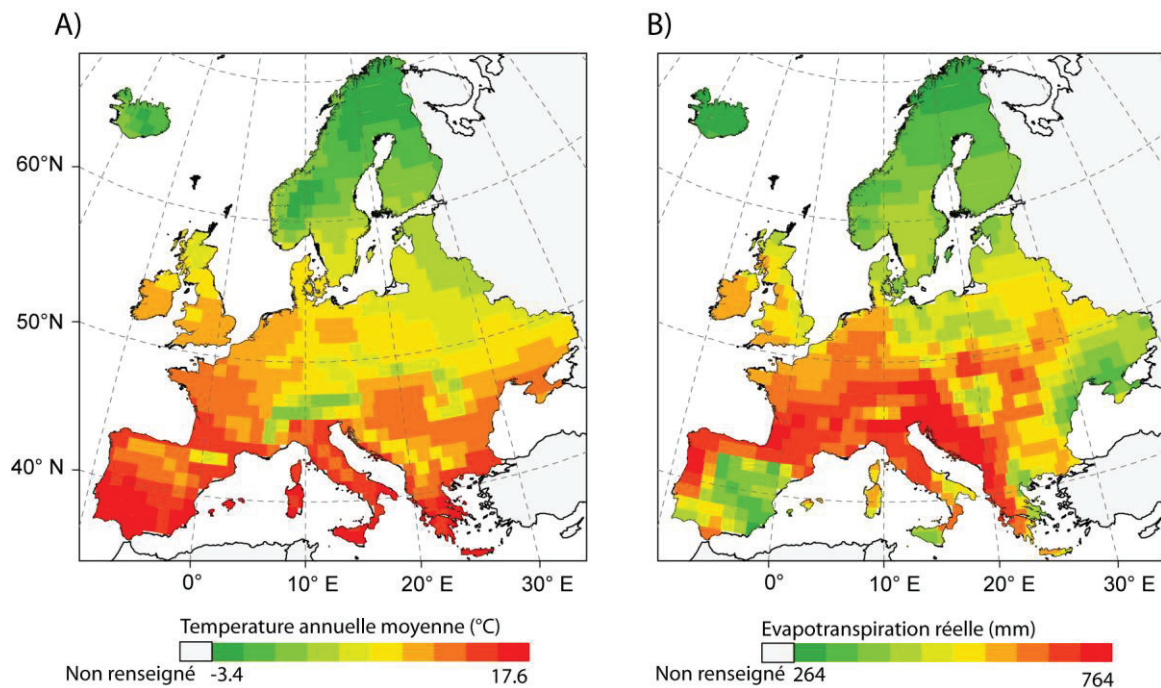 A)
B)
60° N
50° N
40° N
0°
10° E
20° E
30° E
0°
10° E
20° E
30° E
Temperature annuelle moyenne (°C)
Non renseigné
-3.4
17.6
Evapotranspiration réelle (mm)
Non renseigné
264
764